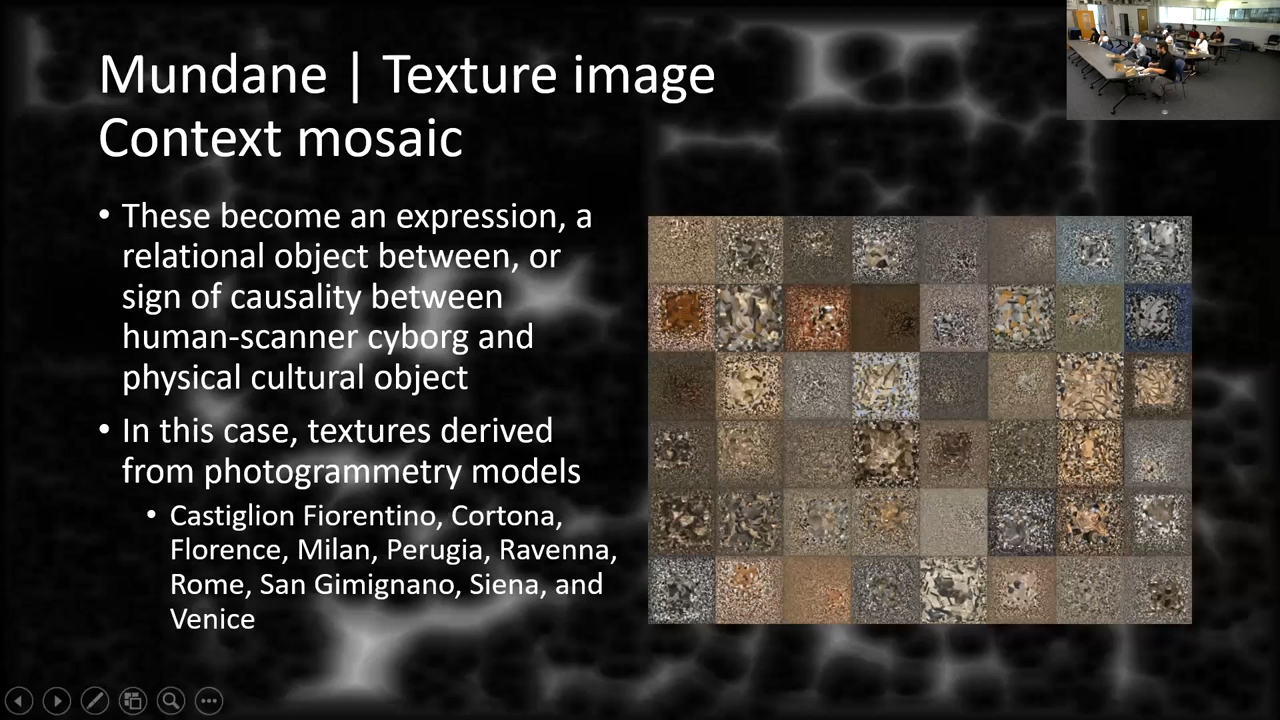 Mundane | Texture image
Context mosaic
• These become an expression, a
relational object between, or
sign of causality between
human-scanner cyborg and
physical cultural object
• In this case, textures derived
from photogrammetry models
• Castiglion Fiorentino, Cortona,
Florence, Milan, Perugia, Ravenna,
Rome, San Gimignano, Siena, and
Venice